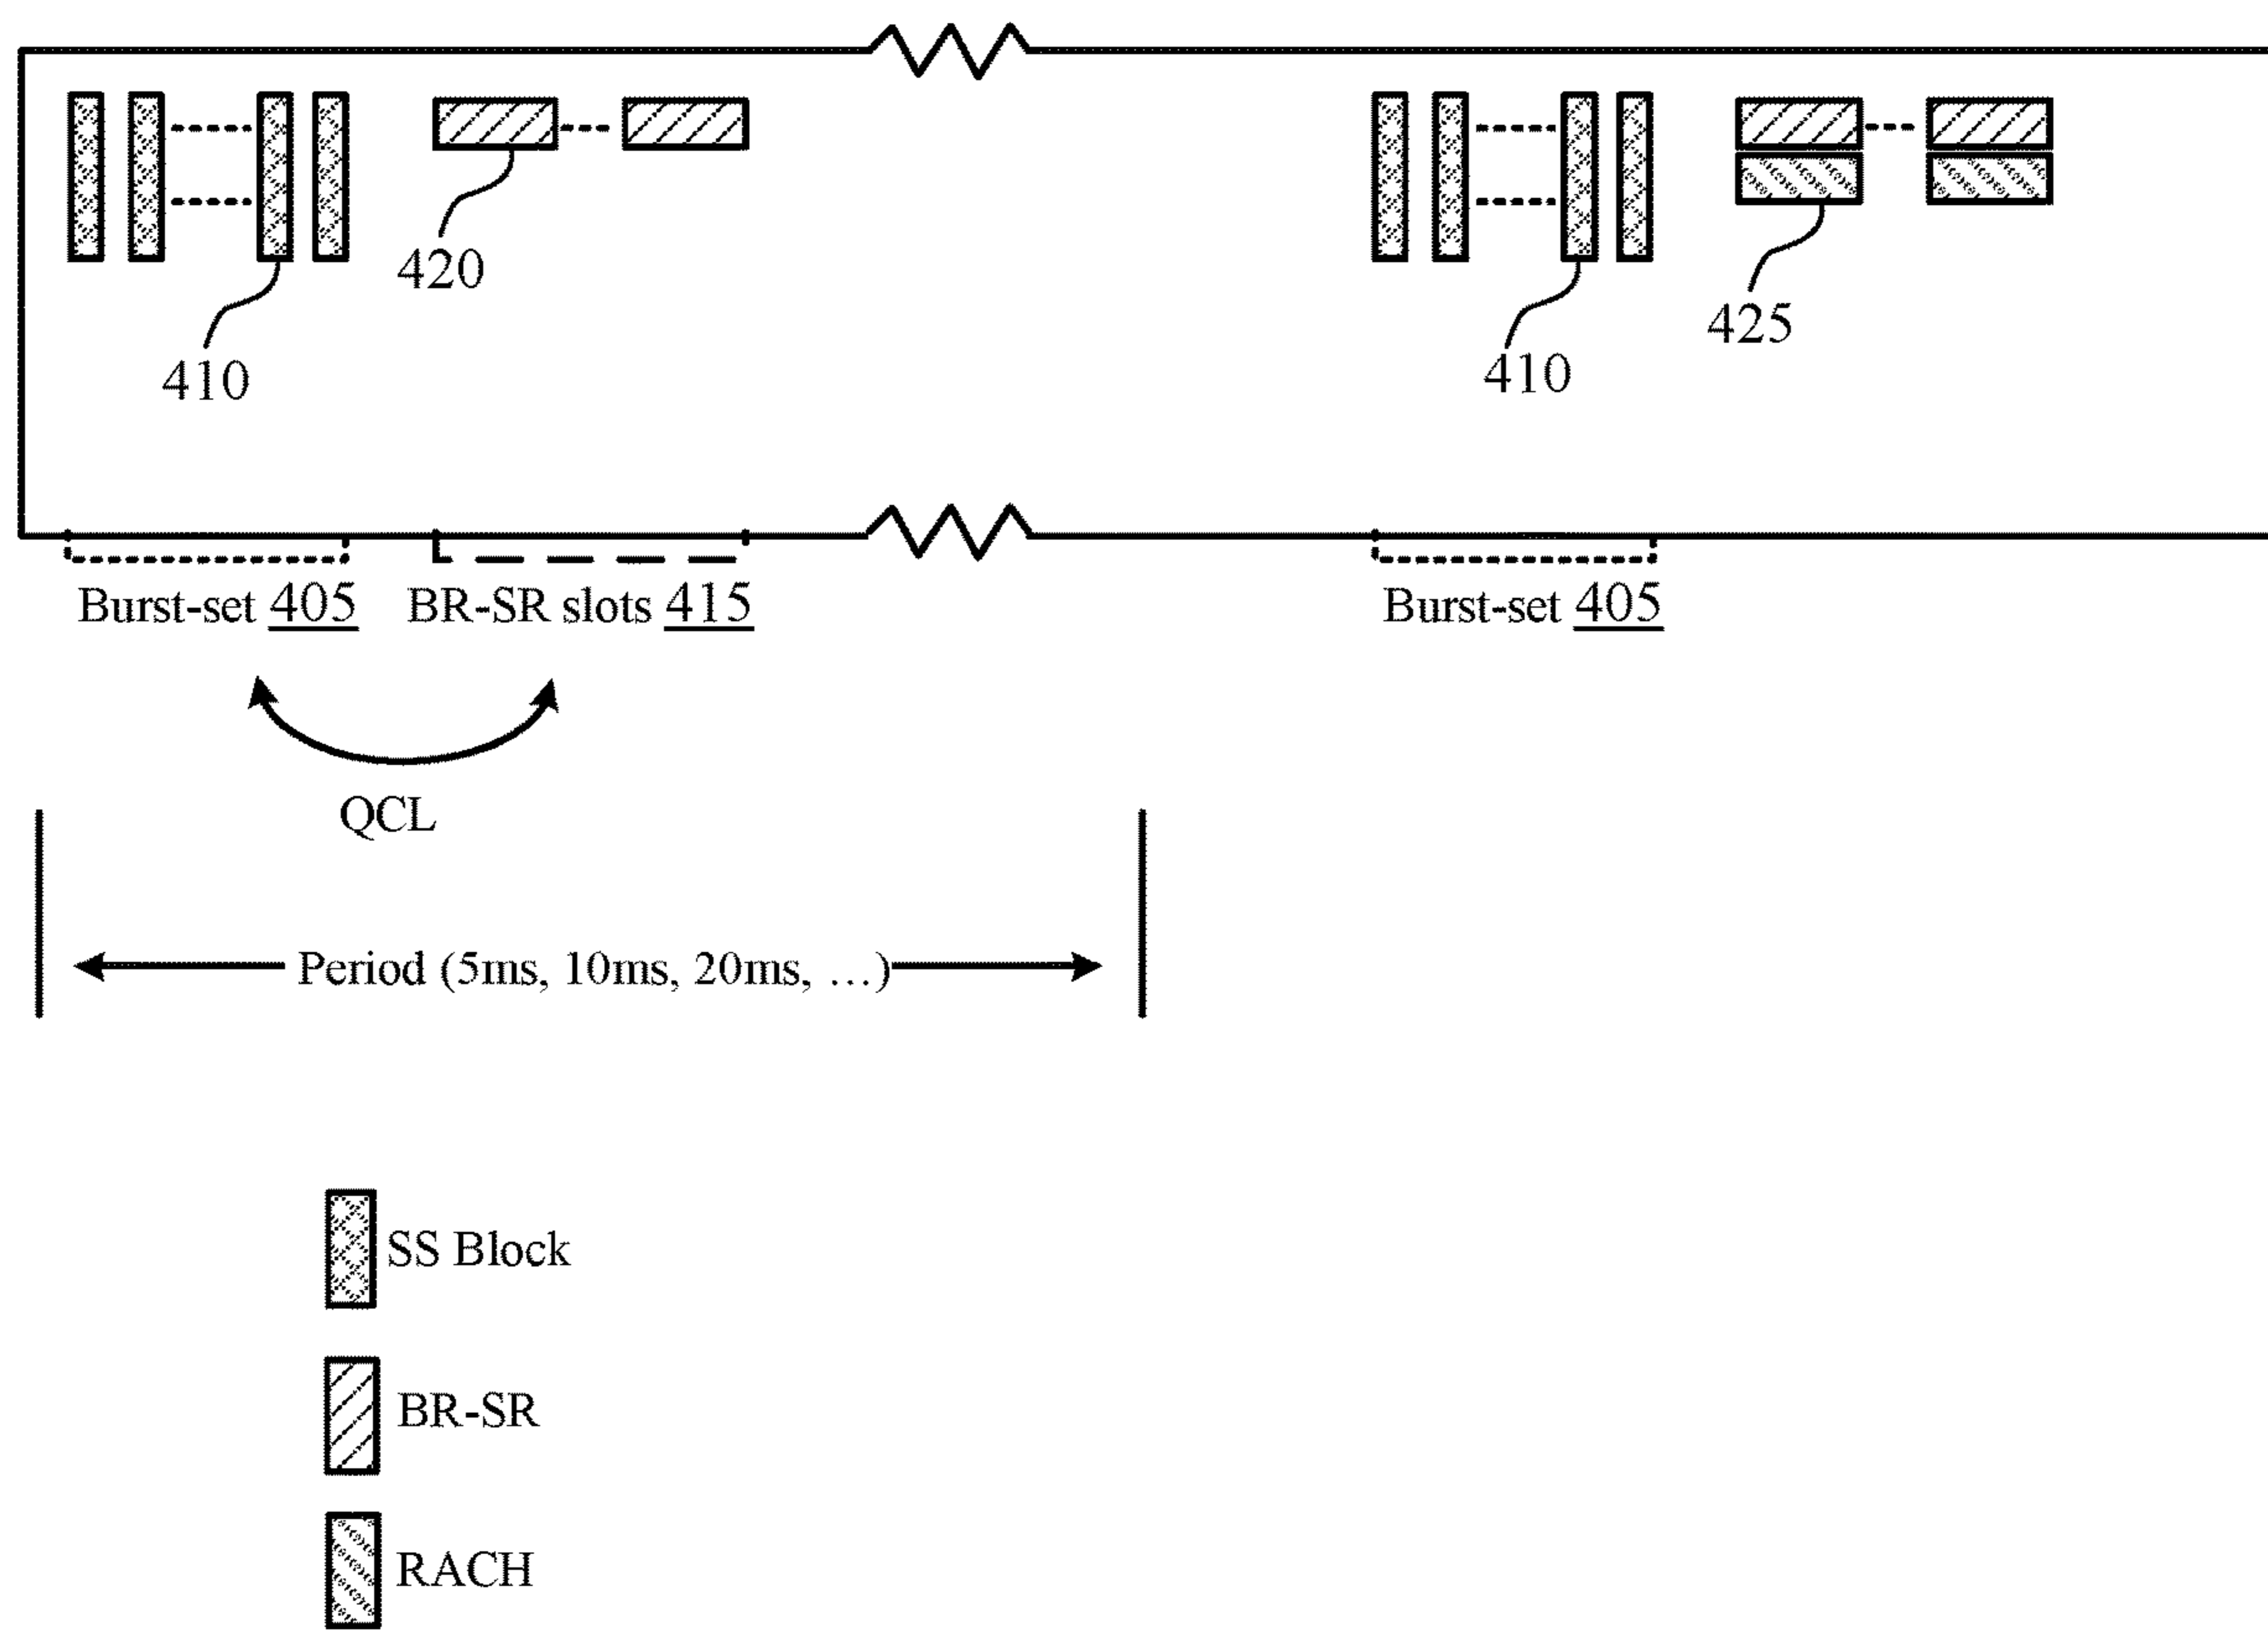 420
425
410
410
Burst-set 405
BR-SR slots 415
Burst-set 405
QCL
Period (5ms, 10ms, 20ms, …)
SS Block
BR-SR
RACH